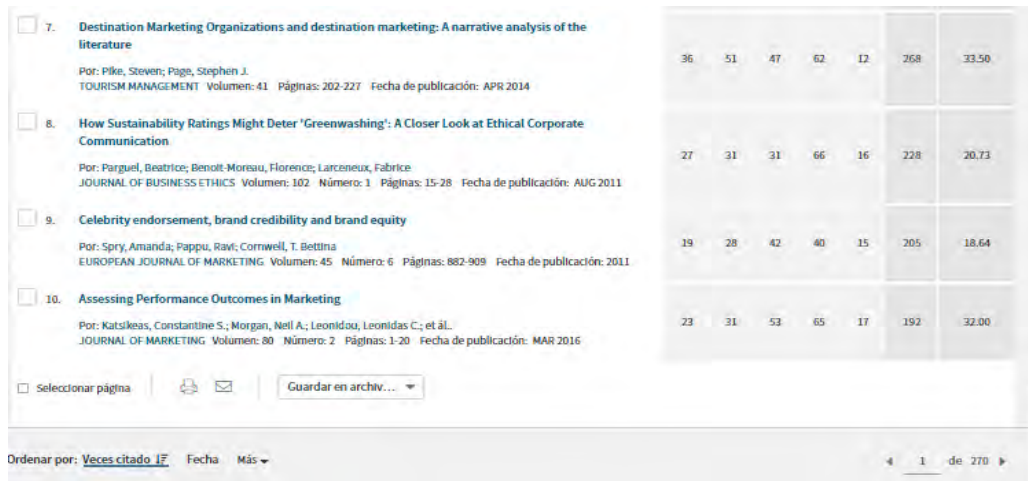 7. Destination Marketing Organizations and destination marketing: A narrative analysis of the
literature
Por: Pike, Steven; Page, Stephen J.
TOURISM MANAGEMENT Volumen: 41 Páginas: 202-227 Fecha de publicación: APR 2014
36 51 47 62 12 268 33.50
8. How Sustainability Ratings Might Deter 'Greenwashing': A Closer Look at Ethical Corporate
Communication
Por: Parguel, Beatrice; Benoit-Moreau, Florence; Larceneux, Fabrice
JOURNAL OF BUSINESS ETHICS Volumen: 102 Número: 1 Páginas: 15-28 Fecha de publicación: AUG 2011
27 31 31 66 16 228 20.73
9. Celebrity endorsement, brand credibility and brand equity
Por: Spry, Amanda; Pappu, Ravi; Cornwell, T. Bettina
EUROPEAN JOURNAL OF MARKETING Volumen: 45 Número: 6 Páginas: 882-909 Fecha de publicación: 2011
19 28 42 40 15 205 18.64
10. Assessing Performance Outcomes in Marketing
Por: Katsikeas, Constantine S.; Morgan, Neil A.; Leonidou, Leonidas C.; et ál..
JOURNAL OF MARKETING Volumen: 80 Número: 2 Páginas: 1-20 Fecha de publicación: MAR 2016
23 31 53 65 17 192 32.00
Seleccionar página Guardar en archiv...
Ordenar por: Veces citado Fecha Más 1 de 270